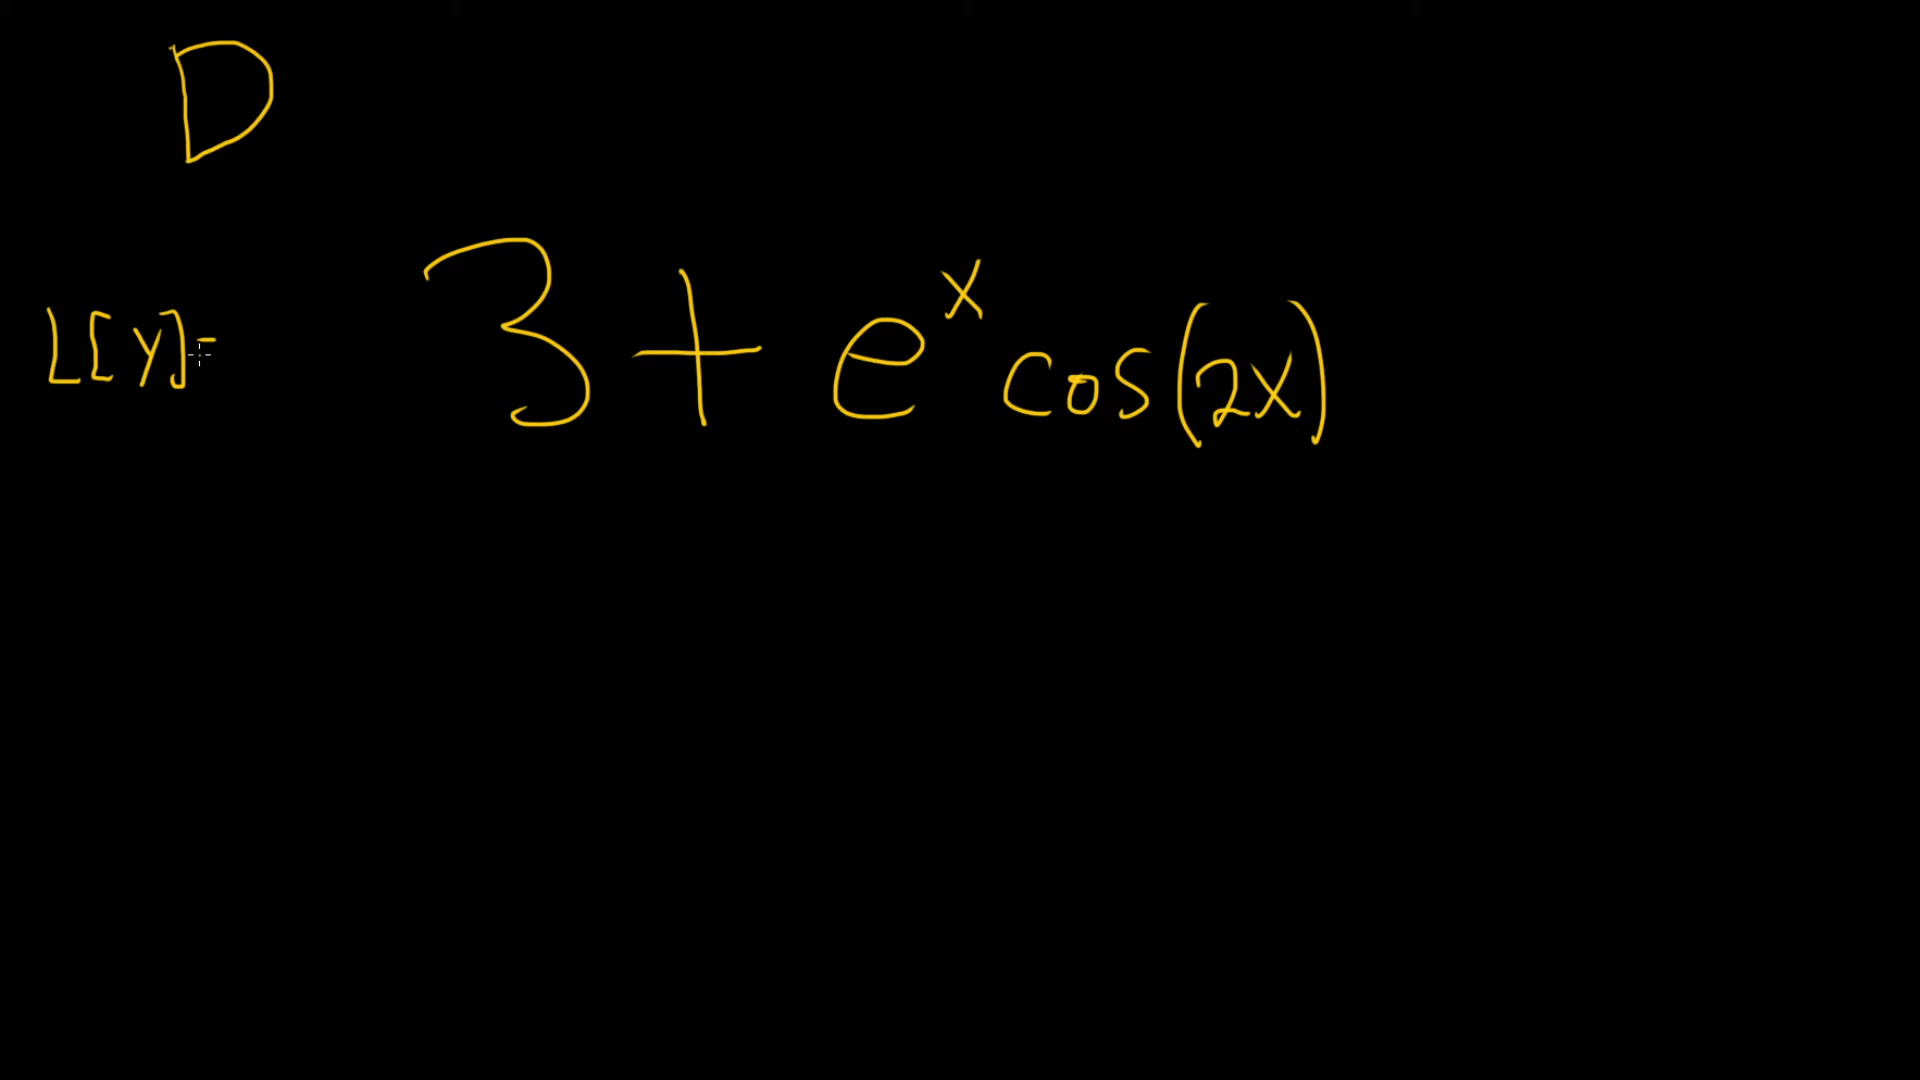 D
L[y]= 3 + e^x cos(2x)